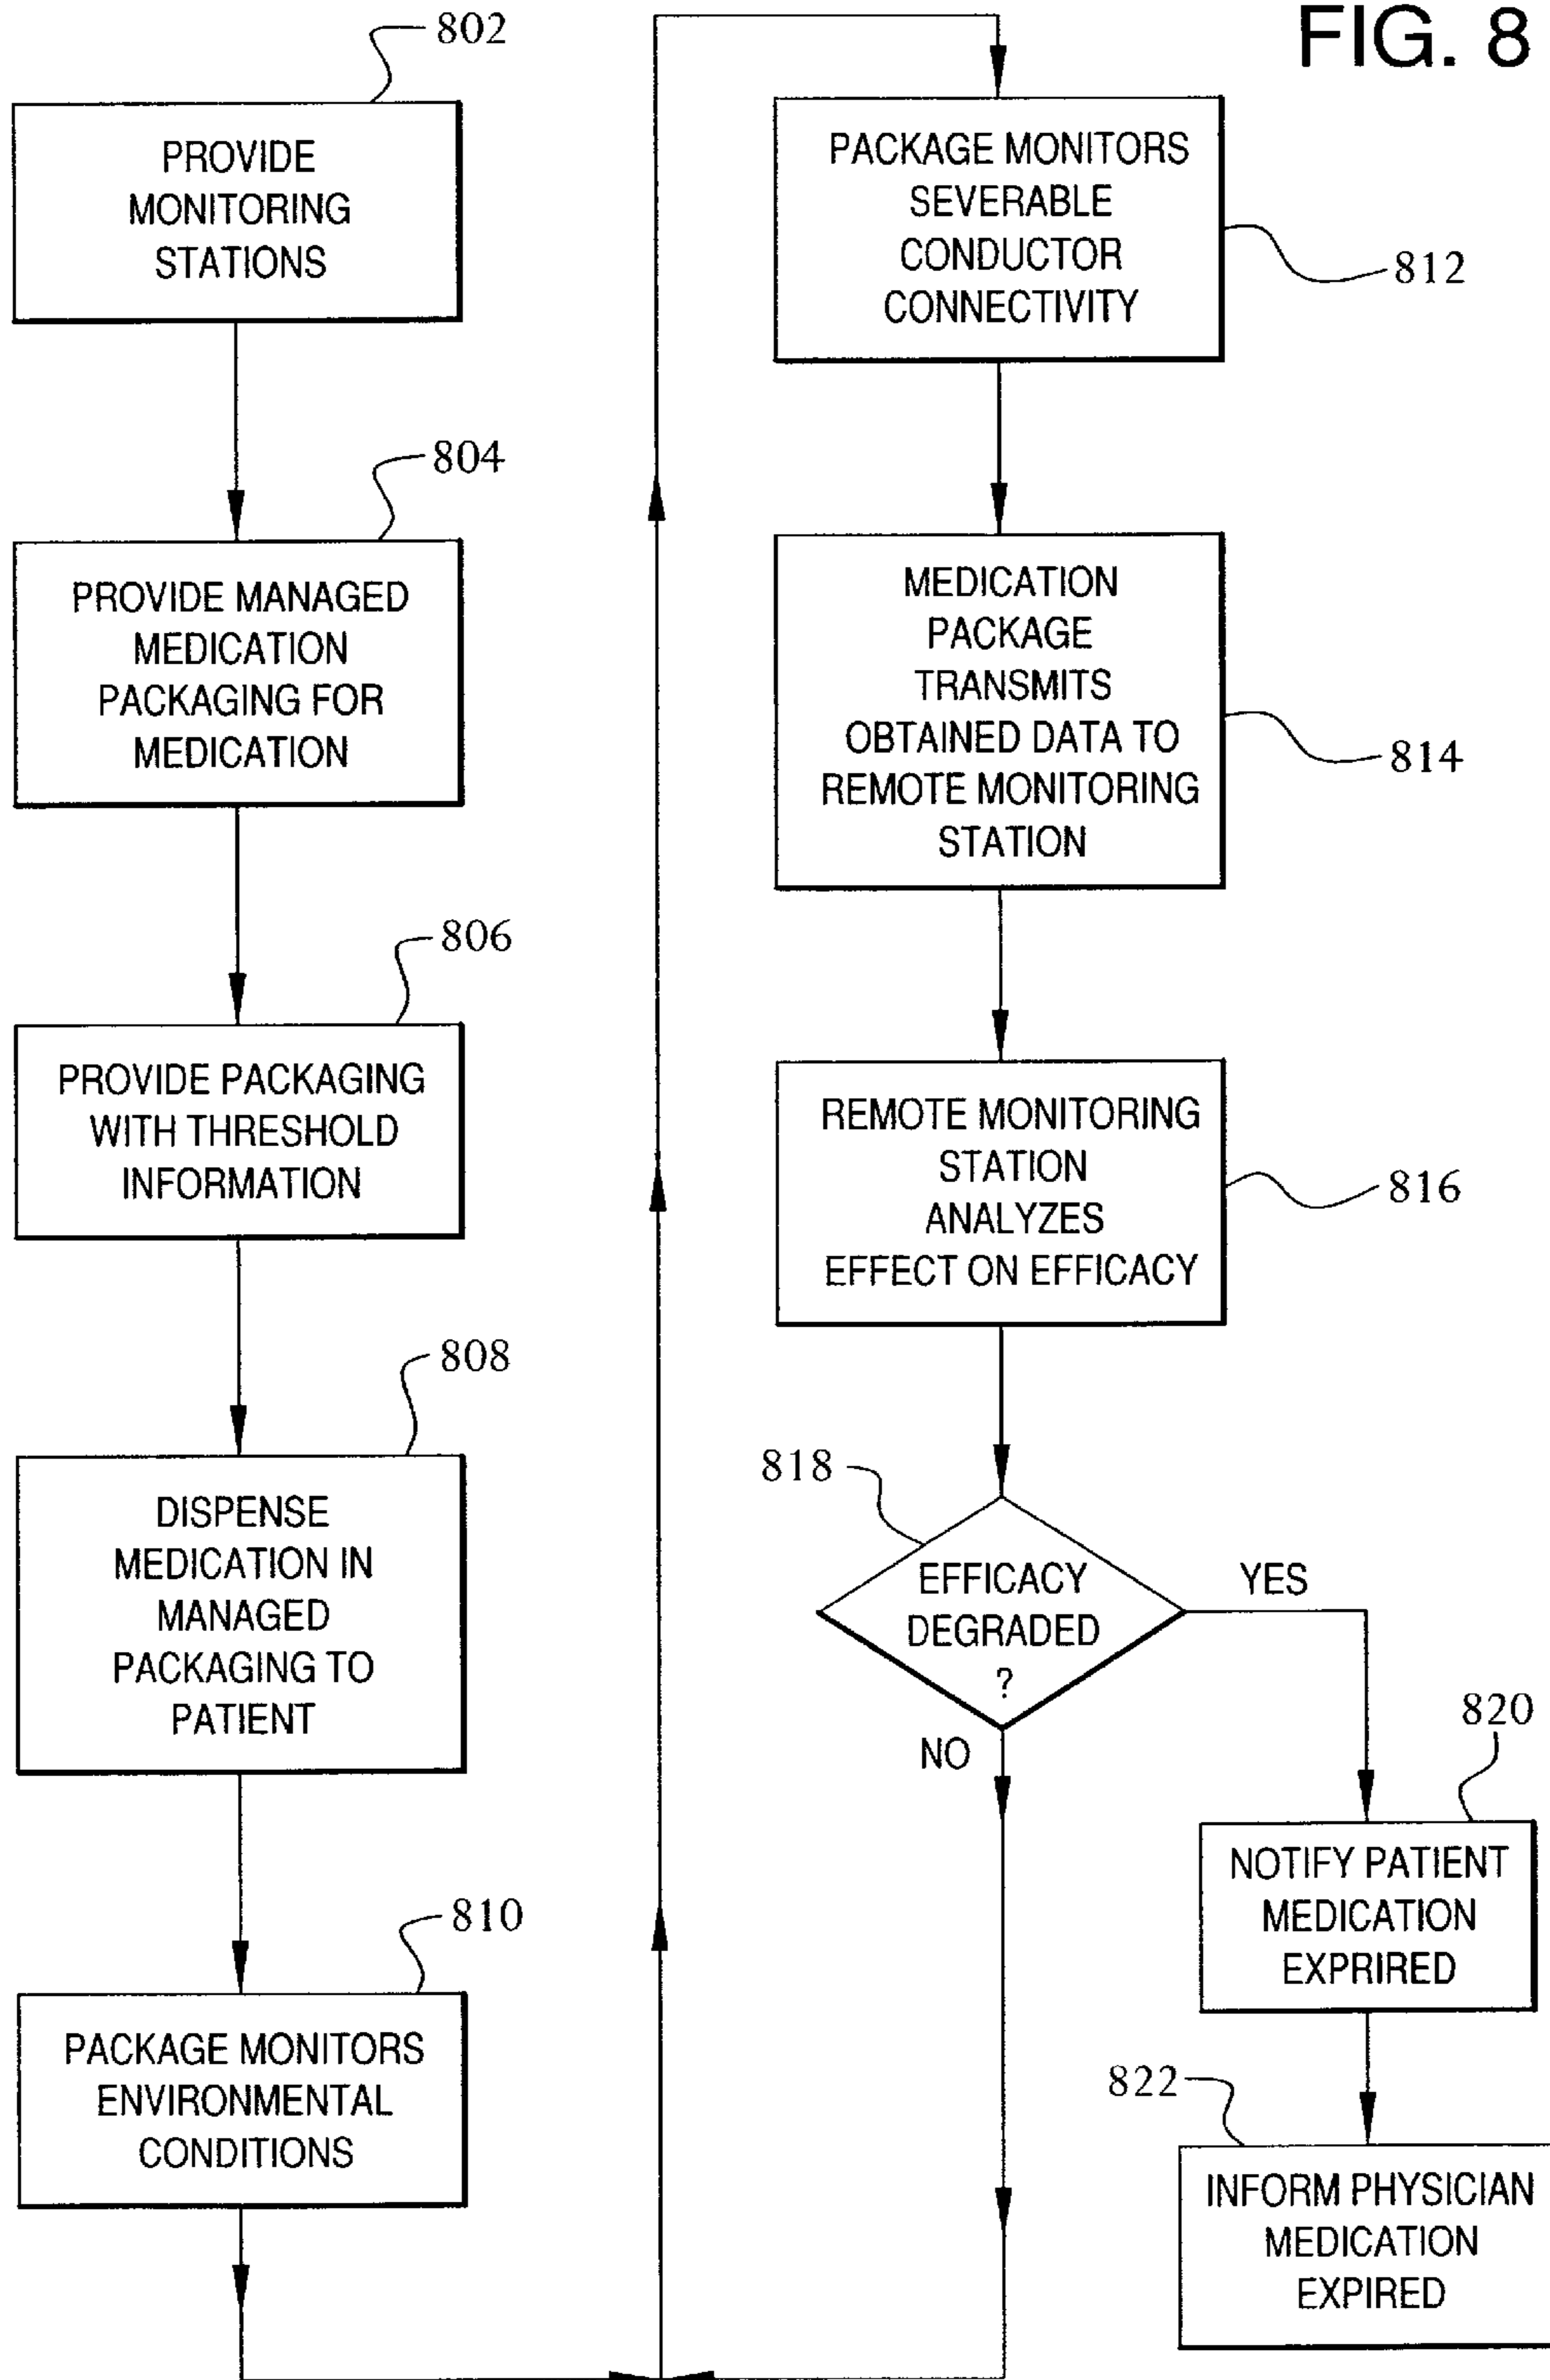 FIG. 8
802
PROVIDE
MONITORING
STATIONS
804
PROVIDE MANAGED
MEDICATION
PACKAGING FOR
MEDICATION
806
PROVIDE PACKAGING
WITH THRESHOLD
INFORMATION
808
DISPENSE
MEDICATION IN
MANAGED
PACKAGING TO
PATIENT
810
PACKAGE MONITORS
ENVIRONMENTAL
CONDITIONS
PACKAGE MONITORS
SEVERABLE
CONDUCTOR
CONNECTIVITY
812
MEDICATION
PACKAGE
TRANSMITS
OBTAINED DATA TO
REMOTE MONITORING
STATION
814
REMOTE MONITORING
STATION
ANALYZES
EFFECT ON EFFICACY
816
818
EFFICACY
DEGRADED
?
YES
NO
820
NOTIFY PATIENT
MEDICATION
EXPRIRED
822
INFORM PHYSICIAN
MEDICATION
EXPIRED